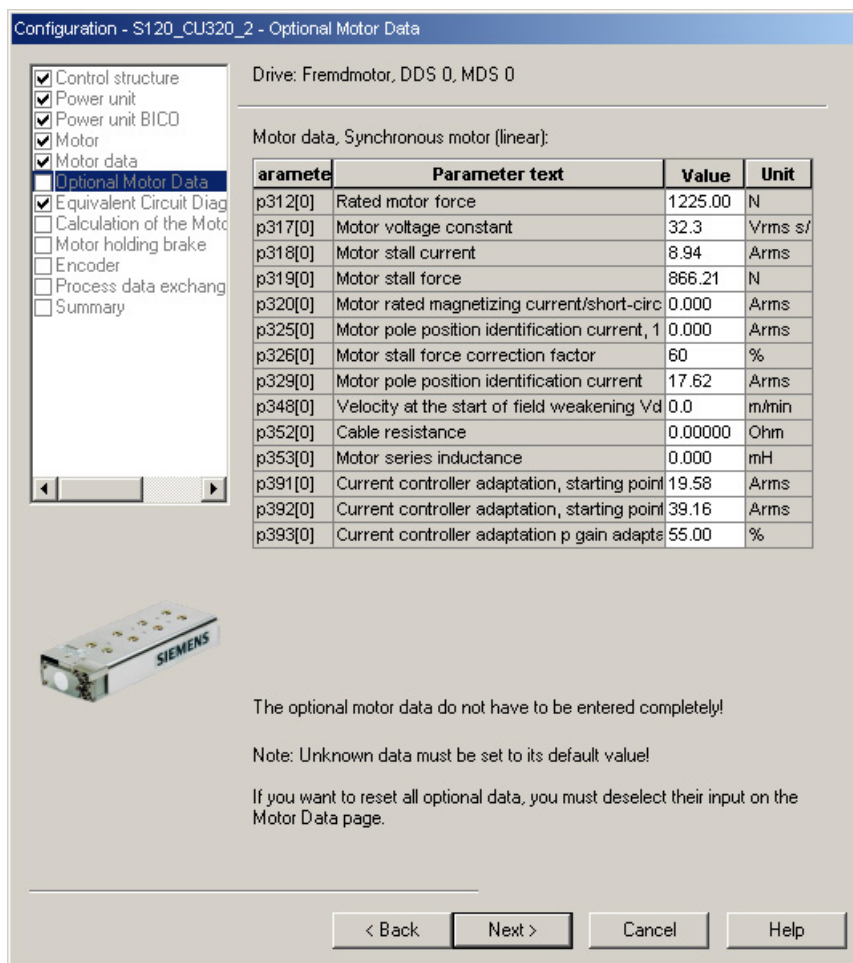 Configuration - S120_CU320_2 - Optional Motor Data
Control structure
Power unit
Power unit BICO
Motor
Motor data
Optional Motor Data
Equivalent Circuit Diag
Calculation of the Moto
Motor holding brake
Encoder
Process data exchang
Summary
Drive: Fremdmotor, DDS 0, MDS 0
Motor data, Synchronous motor (linear):
aramete Parameter text Value Unit
p312[0] Rated motor force 1225.00 N
p317[0] Motor voltage constant 32.3 Vrms s/
p318[0] Motor stall current 8.94 Arms
p319[0] Motor stall force 866.21 N
p320[0] Motor rated magnetizing current/short-circ 0.000 Arms
p325[0] Motor pole position identification current, 1 0.000 Arms
p326[0] Motor stall force correction factor 60 %
p329[0] Motor pole position identification current 17.62 Arms
p348[0] Velocity at the start of field weakening Vd 0.0 m/min
p352[0] Cable resistance 0.00000 Ohm
p353[0] Motor series inductance 0.000 mH
p391[0] Current controller adaptation, starting point 19.58 Arms
p392[0] Current controller adaptation, starting point 39.16 Arms
p393[0] Current controller adaptation p gain adapta 55.00 %
SIEMENS
The optional motor data do not have to be entered completely!
Note: Unknown data must be set to its default value!
If you want to reset all optional data, you must deselect their input on the
Motor Data page.
< Back Next > Cancel Help